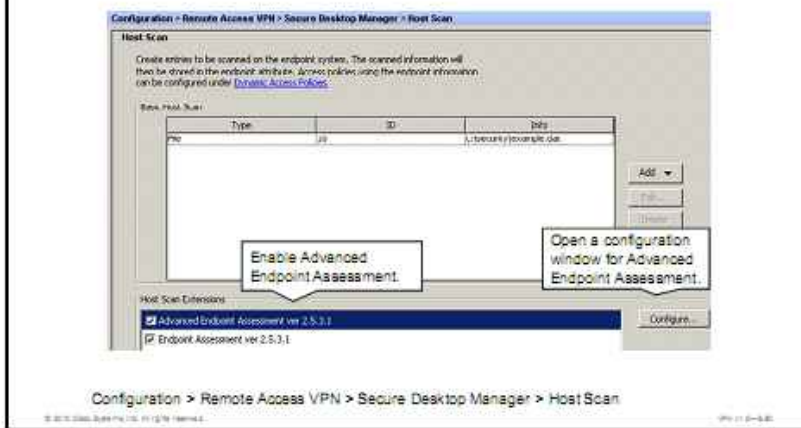 Configuration > Remote Access VPN > Secure Desktop Manager > Host Scan
Host Scan
Create entries to be scanned on the endpoint system. The scanned information will
then be stored in the endpoint attribute. Access policies using the endpoint information
can be configured under Dynamic Access Policies.
Basic Host Scan
Type ID Info
File
Add
Enable Advanced
Endpoint Assessment.
Open a configuration
window for Advanced
Endpoint Assessment.
Host Scan Extensions
Advanced Endpoint Assessment ver 2.5.3.1
Configure...
Endpoint Assessment ver 2.5.3.1
Configuration > Remote Access VPN > Secure Desktop Manager > Host Scan